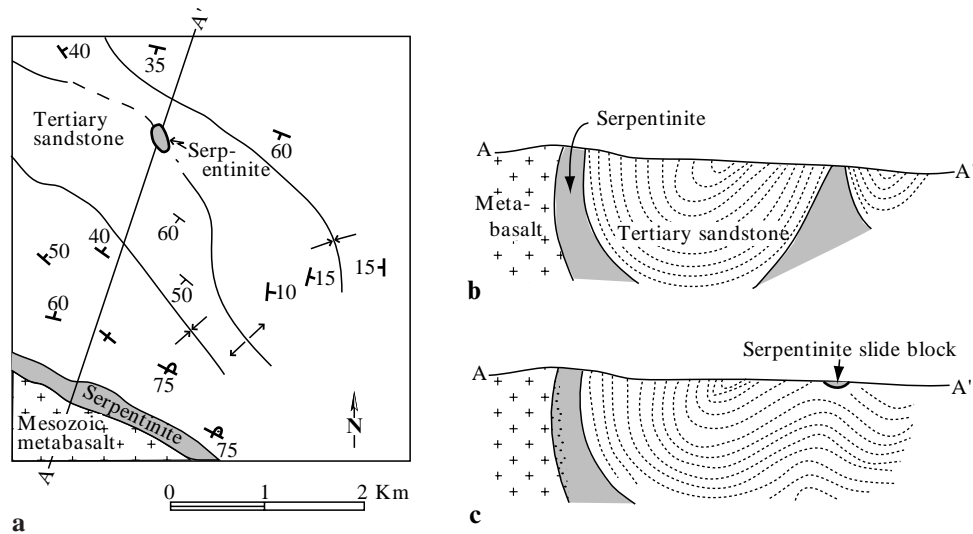 A'
40
35
Tertiary
sandstone
Serp-
entinite
60
50
40
60
15
15
10
50
60
75
Serpentinite
Mesozoic
metabasalt
75
N
A
0 1 2 Km
a
Serpentinite
A
A'
Meta-
basalt
Tertiary sandstone
b
Serpentinite slide block
A
A'
c